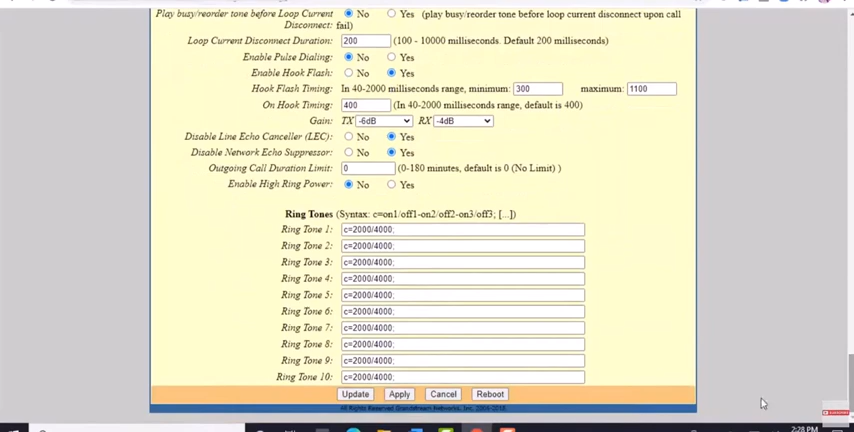 Play busy/reorder tone before Loop Current Disconnect: No Yes (play busy/reorder tone before loop current disconnect upon call fail)
Loop Current Disconnect Duration: 200 (100 - 10000 milliseconds. Default 200 milliseconds)
Enable Pulse Dialing: No Yes
Enable Hook Flash: No Yes
Hook Flash Timing: In 40-2000 milliseconds range, minimum: 300 maximum: 1100
On Hook Timing: 400 (In 40-2000 milliseconds range, default is 400)
Gain: TX -6dB RX -4dB
Disable Line Echo Canceller (LEC): No Yes
Disable Network Echo Suppressor: No Yes
Outgoing Call Duration Limit: 0 (0-180 minutes, default is 0 (No Limit) )
Enable High Ring Power: No Yes
Ring Tones (Syntax: c=on1/off1-on2/off2-on3/off3; [...])
Ring Tone 1: c=2000/4000;
Ring Tone 2: c=2000/4000;
Ring Tone 3: c=2000/4000;
Ring Tone 4: c=2000/4000;
Ring Tone 5: c=2000/4000;
Ring Tone 6: c=2000/4000;
Ring Tone 7: c=2000/4000;
Ring Tone 8: c=2000/4000;
Ring Tone 9: c=2000/4000;
Ring Tone 10: c=2000/4000;
Update Apply Cancel Reboot
All Rights Reserved Grandstream Networks, Inc.
2:28 PM